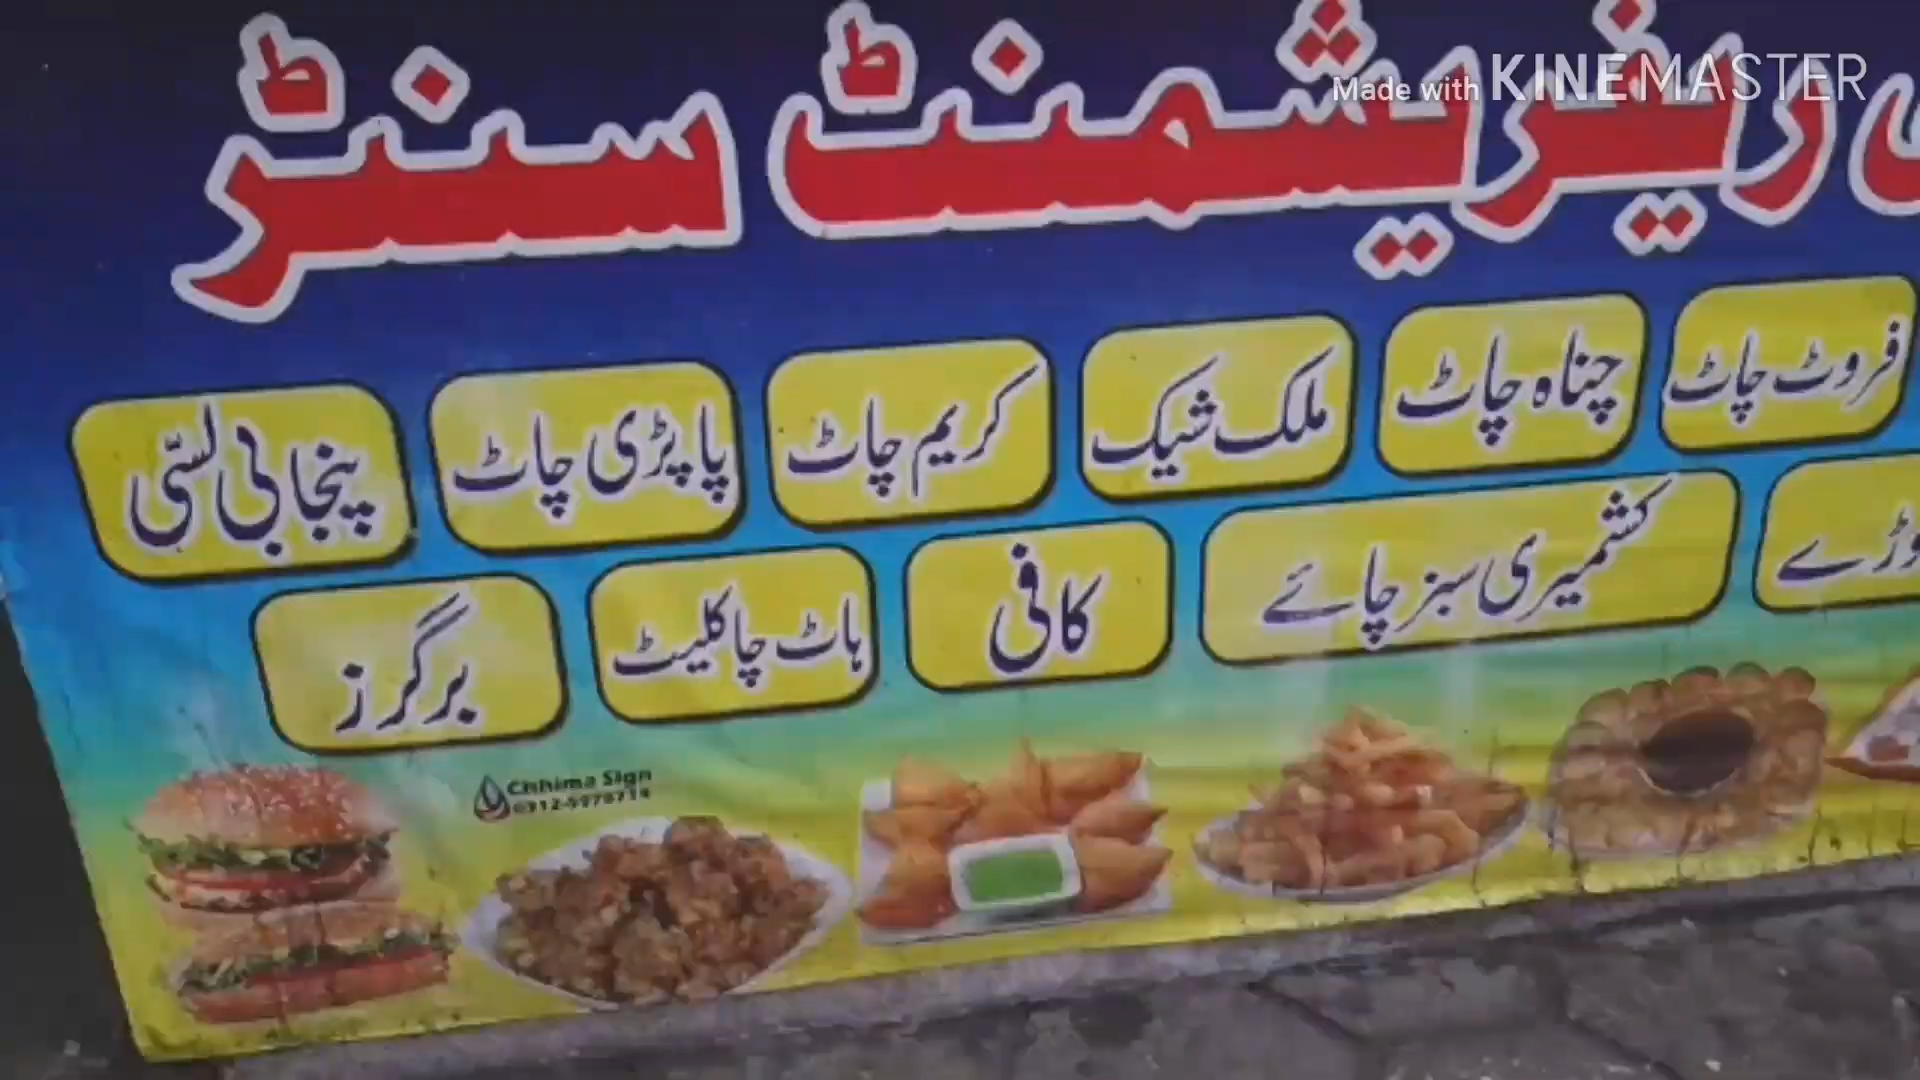 Made with KINEMASTER
ریفریشمنٹ سنٹر
فروٹ چاٹ
چناہ چاٹ
ملک شیک
کریم چاٹ
پاپڑی چاٹ
پنجابی لسّی
کشمیری سبز چائے
کافی
ہاٹ چاکلیٹ
برگرز
Chhima Sign